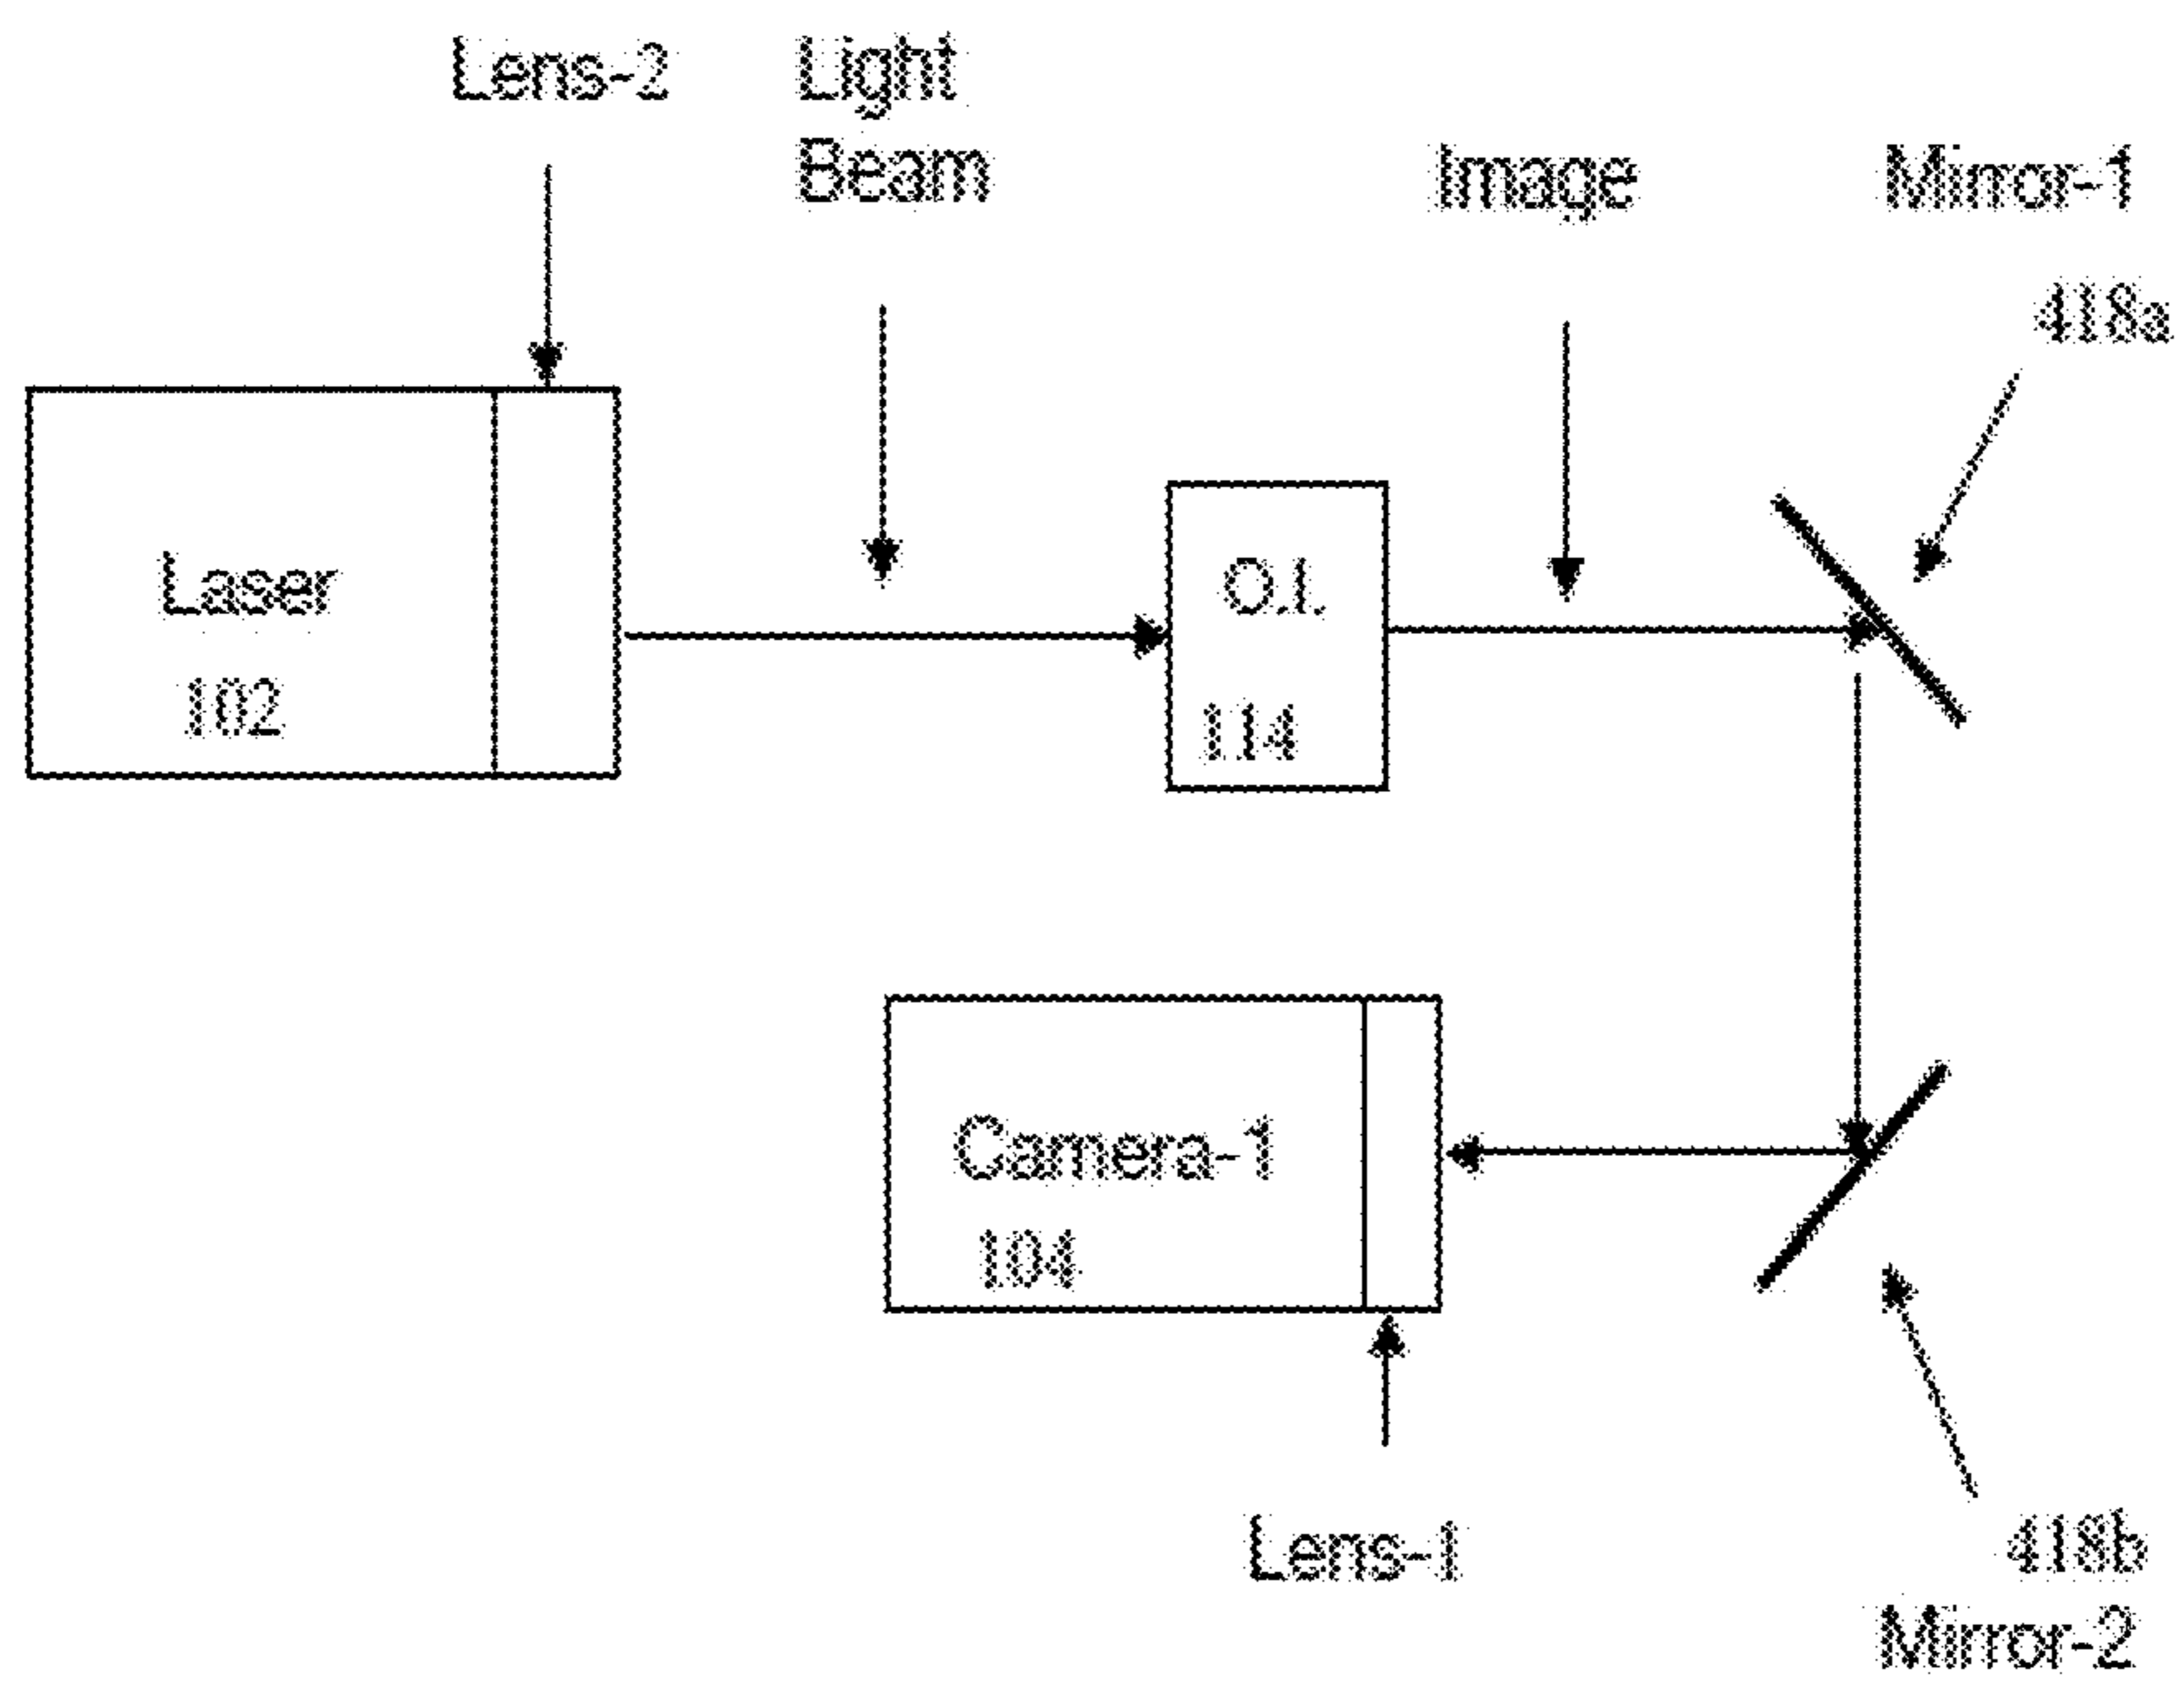 Lens-2
Light
Beam
Image
Mirror-1
418a
Laser
102
O.I.
114
Camera-1
104
Lens-1
418b
Mirror-2